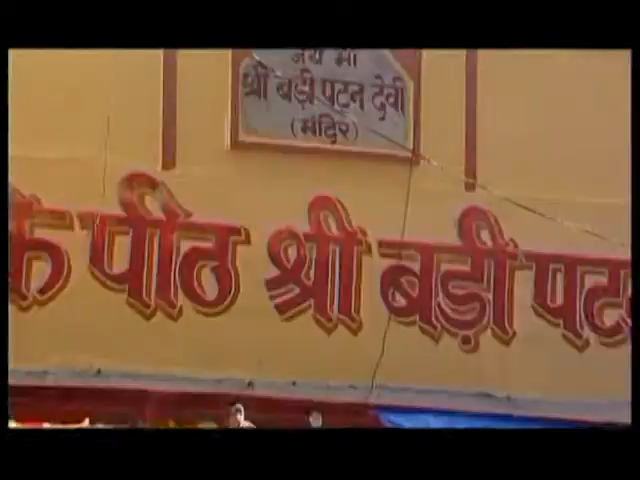 जय माँ
श्री बड़ी पटन देवी
(मंदिर)
पीठ श्री बड़ी पट